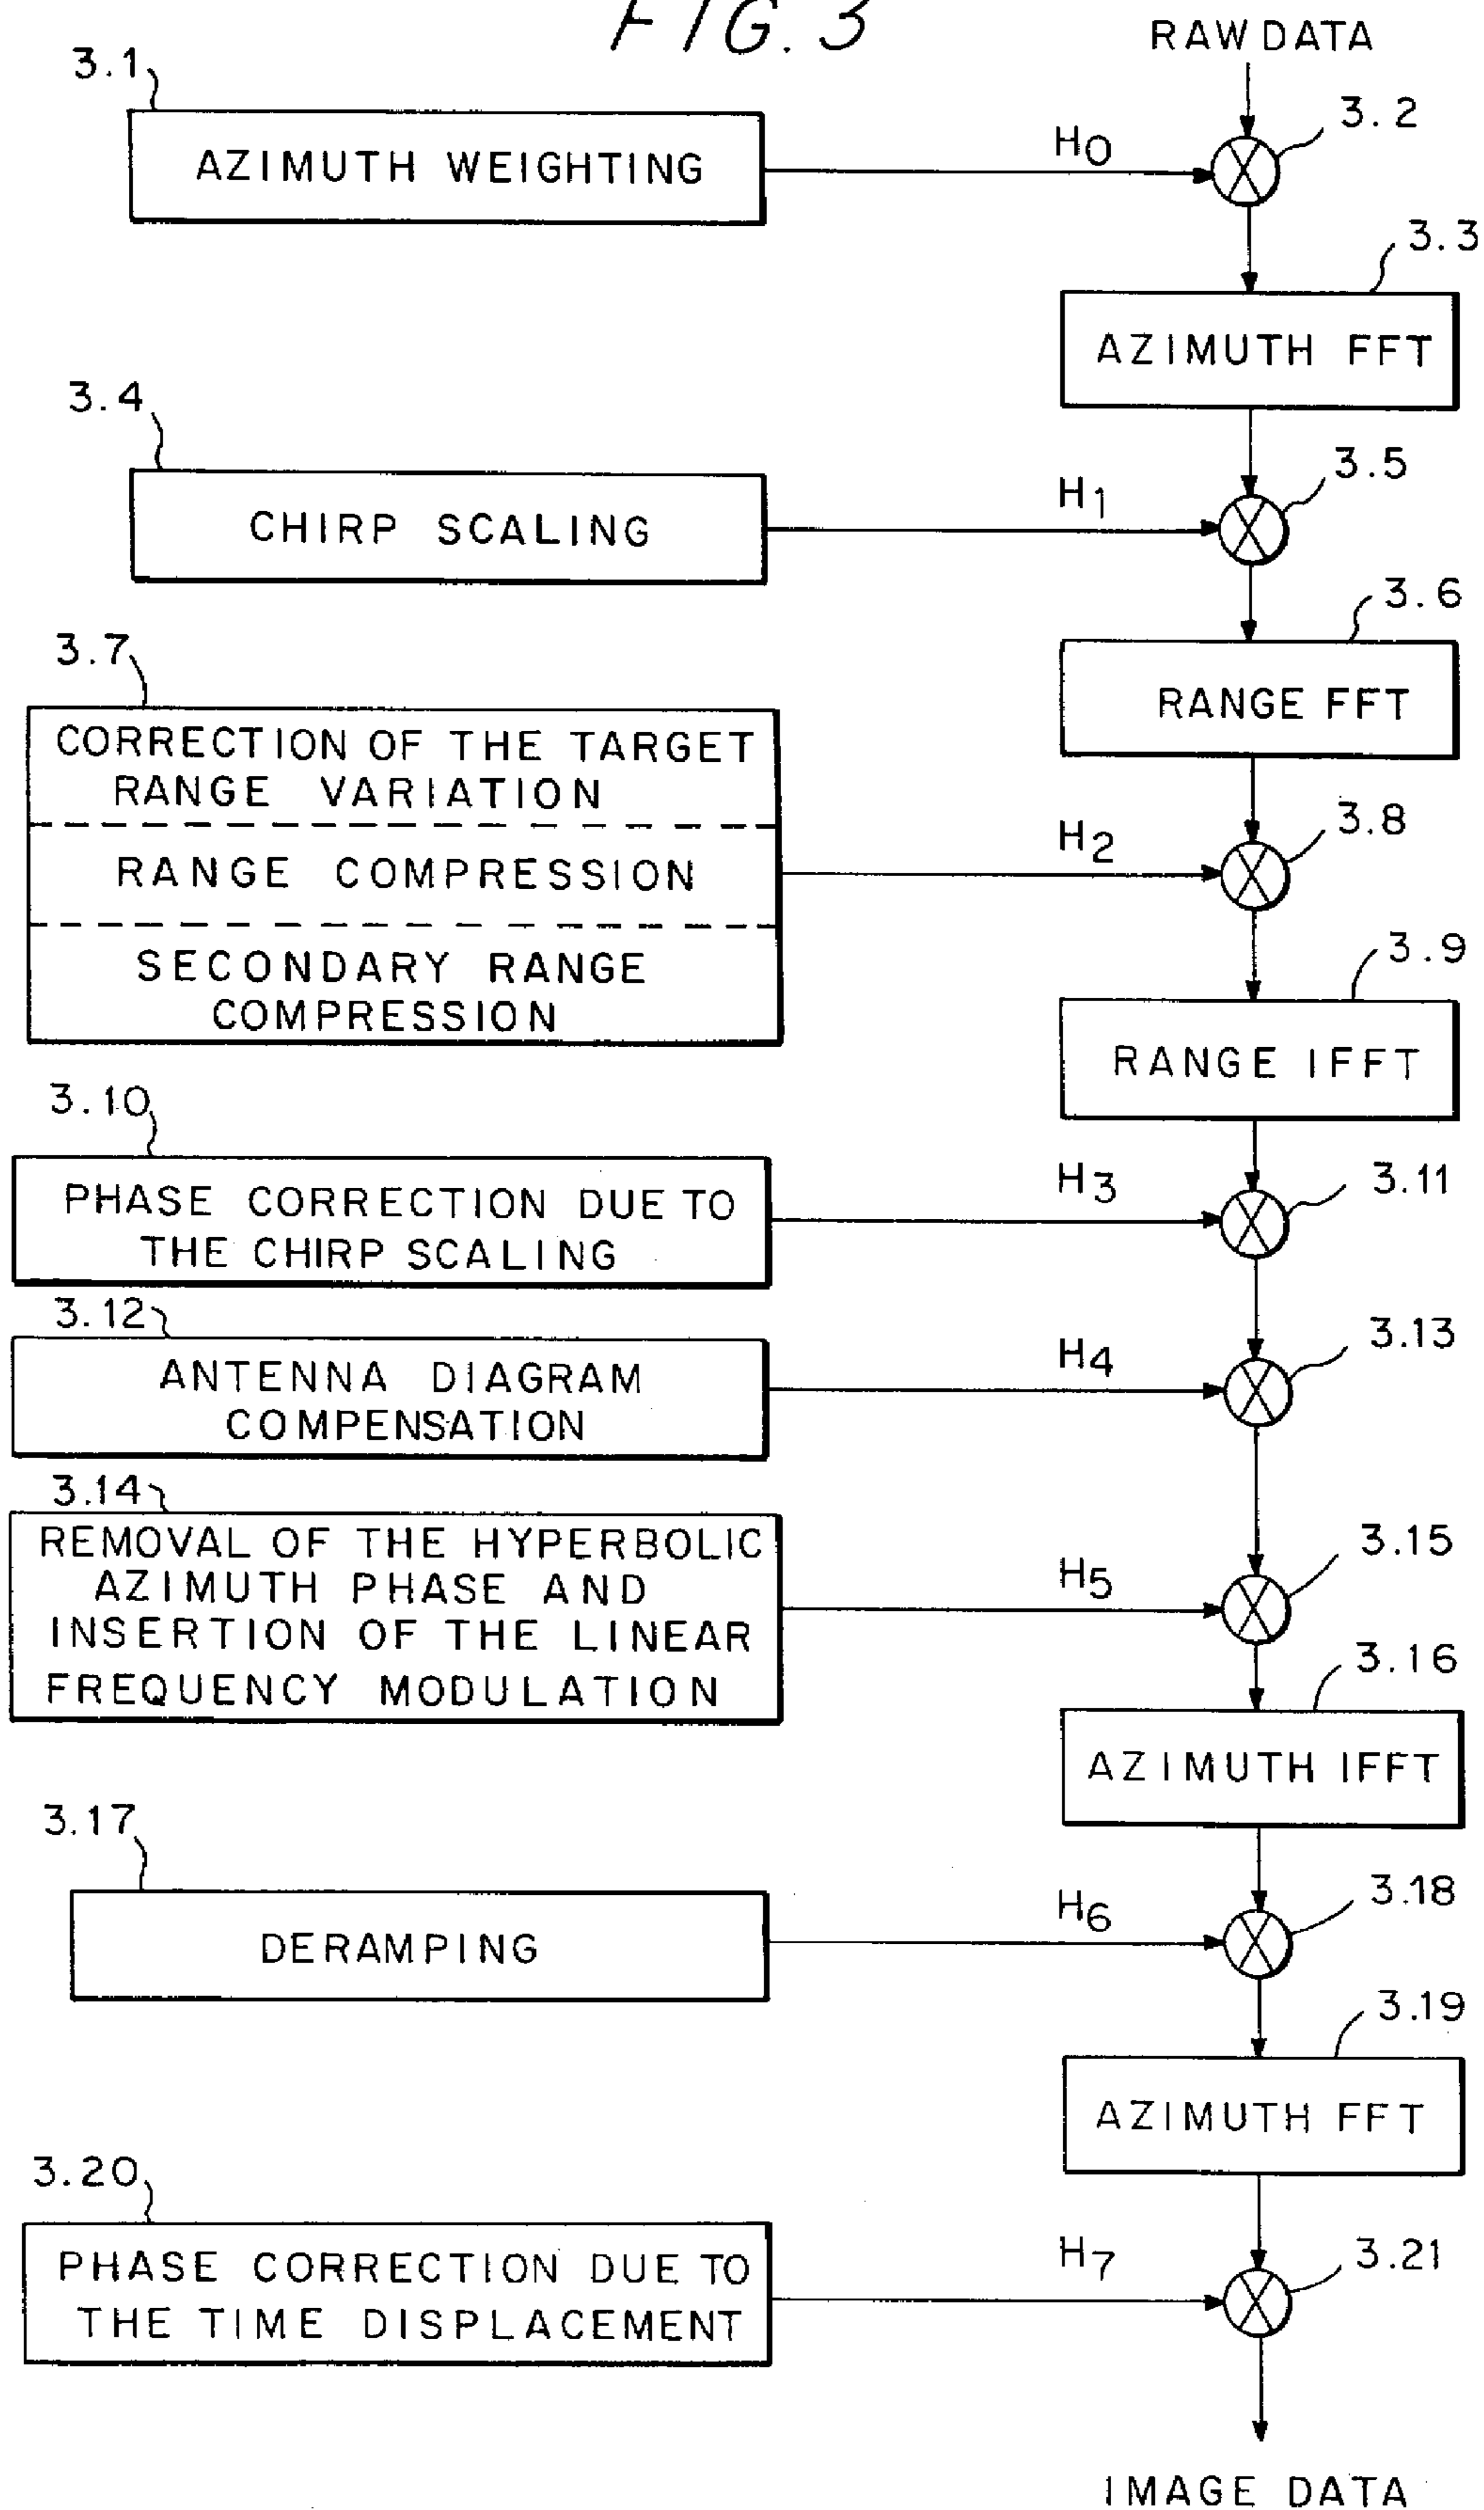 FIG. 3
RAW DATA
3.1
3.2
AZIMUTH WEIGHTING
H0
3.3
AZIMUTH FFT
3.4
3.5
CHIRP SCALING
H1
3.6
RANGE FFT
3.7
CORRECTION OF THE TARGET
RANGE VARIATION
RANGE COMPRESSION
SECONDARY RANGE
COMPRESSION
H2
3.8
3.9
RANGE IFFT
3.10
PHASE CORRECTION DUE TO
THE CHIRP SCALING
H3
3.11
3.12
ANTENNA DIAGRAM
COMPENSATION
H4
3.13
3.14
REMOVAL OF THE HYPERBOLIC
AZIMUTH PHASE AND
INSERTION OF THE LINEAR
FREQUENCY MODULATION
H5
3.15
3.16
AZIMUTH IFFT
3.17
DERAMPING
H6
3.18
3.19
AZIMUTH FFT
3.20
PHASE CORRECTION DUE TO
THE TIME DISPLACEMENT
H7
3.21
IMAGE DATA